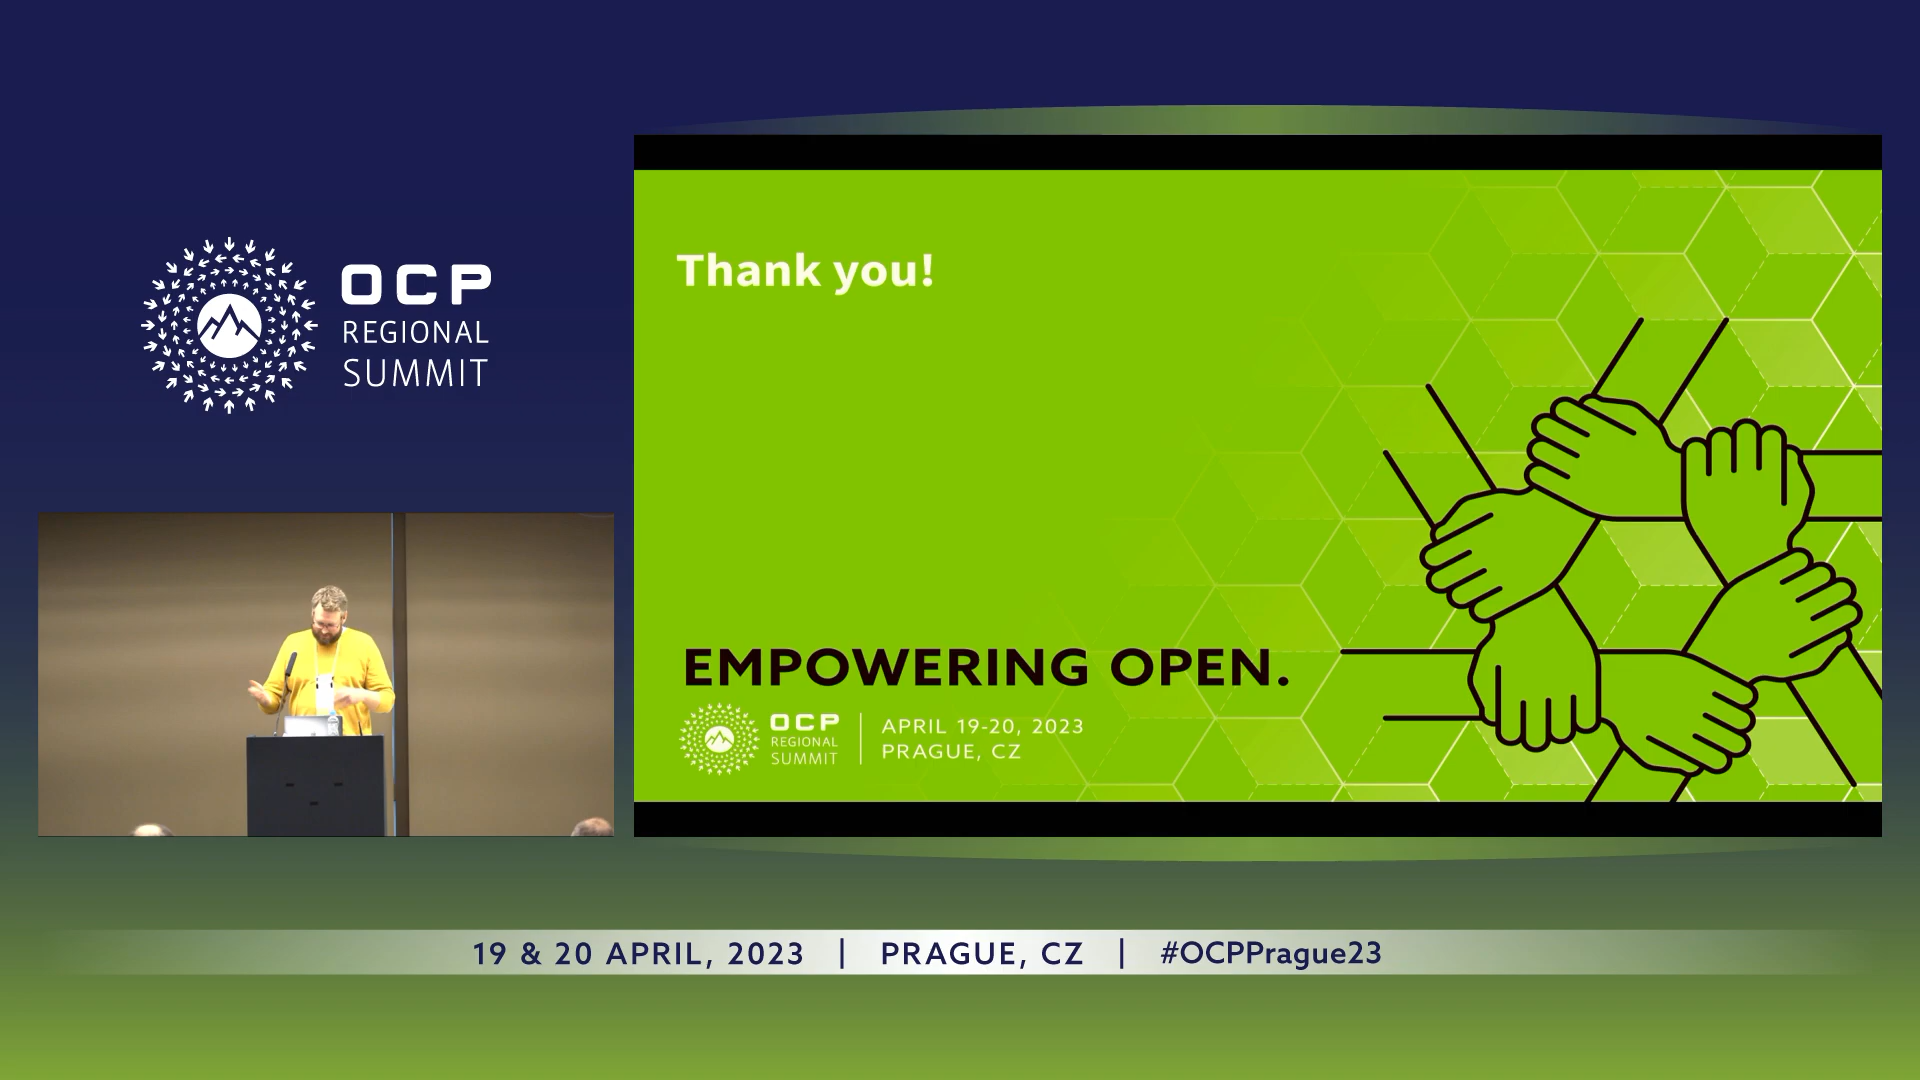 OCP
REGIONAL
SUMMIT
Thank you!
EMPOWERING OPEN.
OCP
REGIONAL
SUMMIT
APRIL 19-20, 2023
PRAGUE, CZ
19 & 20 APRIL, 2023 | PRAGUE, CZ | #OCPPrague23